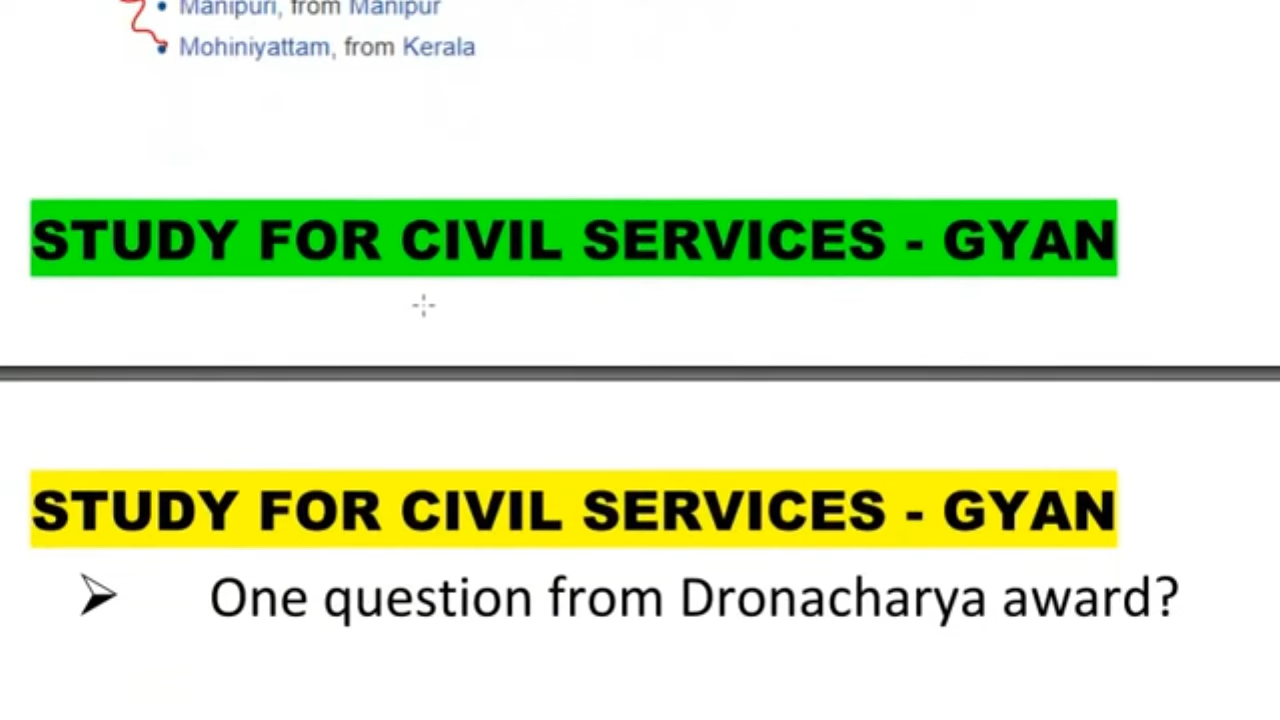 Manipuri, from Manipur
Mohiniyattam, from Kerala
STUDY FOR CIVIL SERVICES - GYAN
STUDY FOR CIVIL SERVICES - GYAN
One question from Dronacharya award?